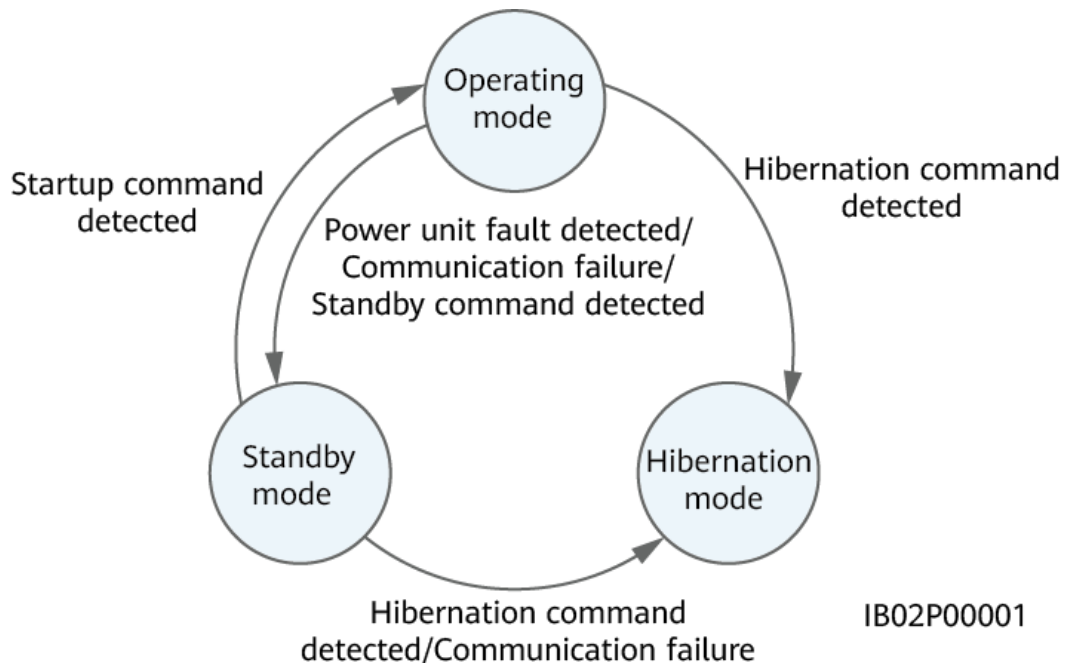 Operating
mode
Startup command
detected
Hibernation command
detected
Power unit fault detected/
Communication failure/
Standby command detected
Standby
mode
Hibernation
mode
Hibernation command
detected/Communication failure
IB02P00001